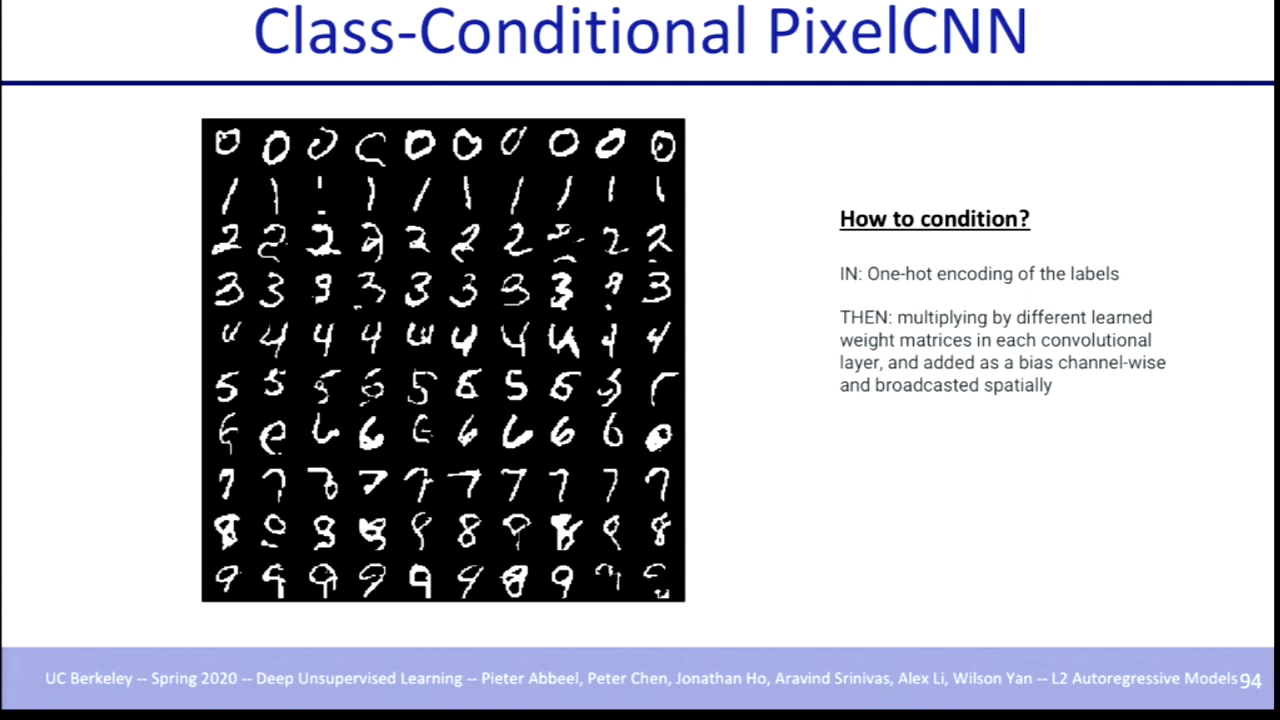 Class-Conditional PixelCNN
How to condition?
IN: One-hot encoding of the labels
THEN: multiplying by different learned
weight matrices in each convolutional
layer, and added as a bias channel-wise
and broadcasted spatially
UC Berkeley -- Spring 2020 -- Deep Unsupervised Learning -- Pieter Abbeel, Peter Chen, Jonathan Ho, Aravind Srinivas, Alex Li, Wilson Yan -- L2 Autoregressive Models 94